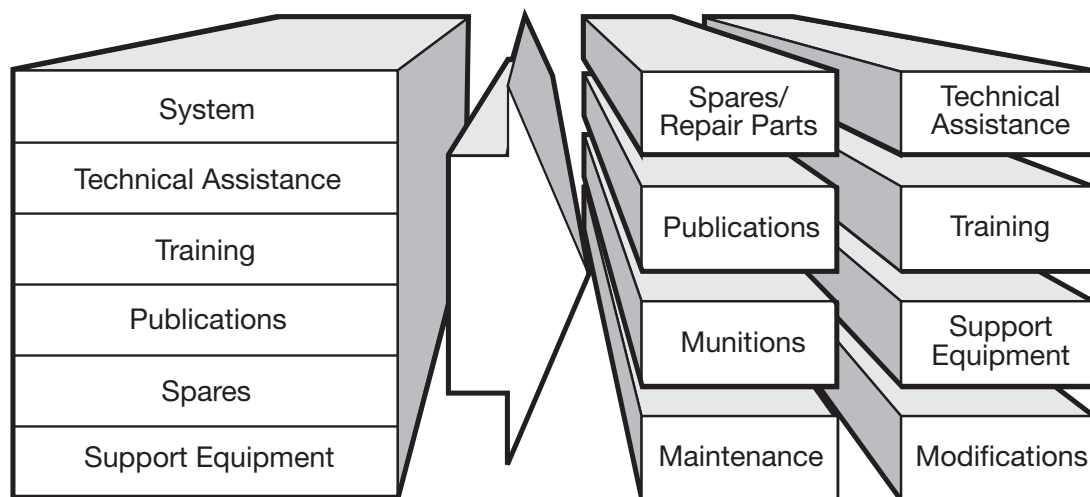 System
Technical Assistance
Training
Publications
Spares
Support Equipment
Spares/
Repair Parts
Publications
Munitions
Maintenance
Technical
Assistance
Training
Support
Equipment
Modifications